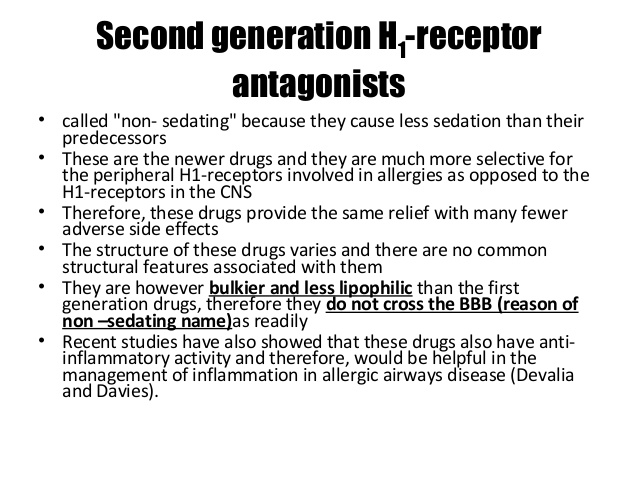 Second generation H1-receptor
antagonists
• called "non- sedating" because they cause less sedation than their
predecessors
• These are the newer drugs and they are much more selective for
the peripheral H1-receptors involved in allergies as opposed to the
H1-receptors in the CNS
• Therefore, these drugs provide the same relief with many fewer
adverse side effects
• The structure of these drugs varies and there are no common
structural features associated with them
• They are however bulkier and less lipophilic than the first
generation drugs, therefore they do not cross the BBB (reason of
non –sedating name)as readily
• Recent studies have also showed that these drugs also have anti-
inflammatory activity and therefore, would be helpful in the
management of inflammation in allergic airways disease (Devalia
and Davies).